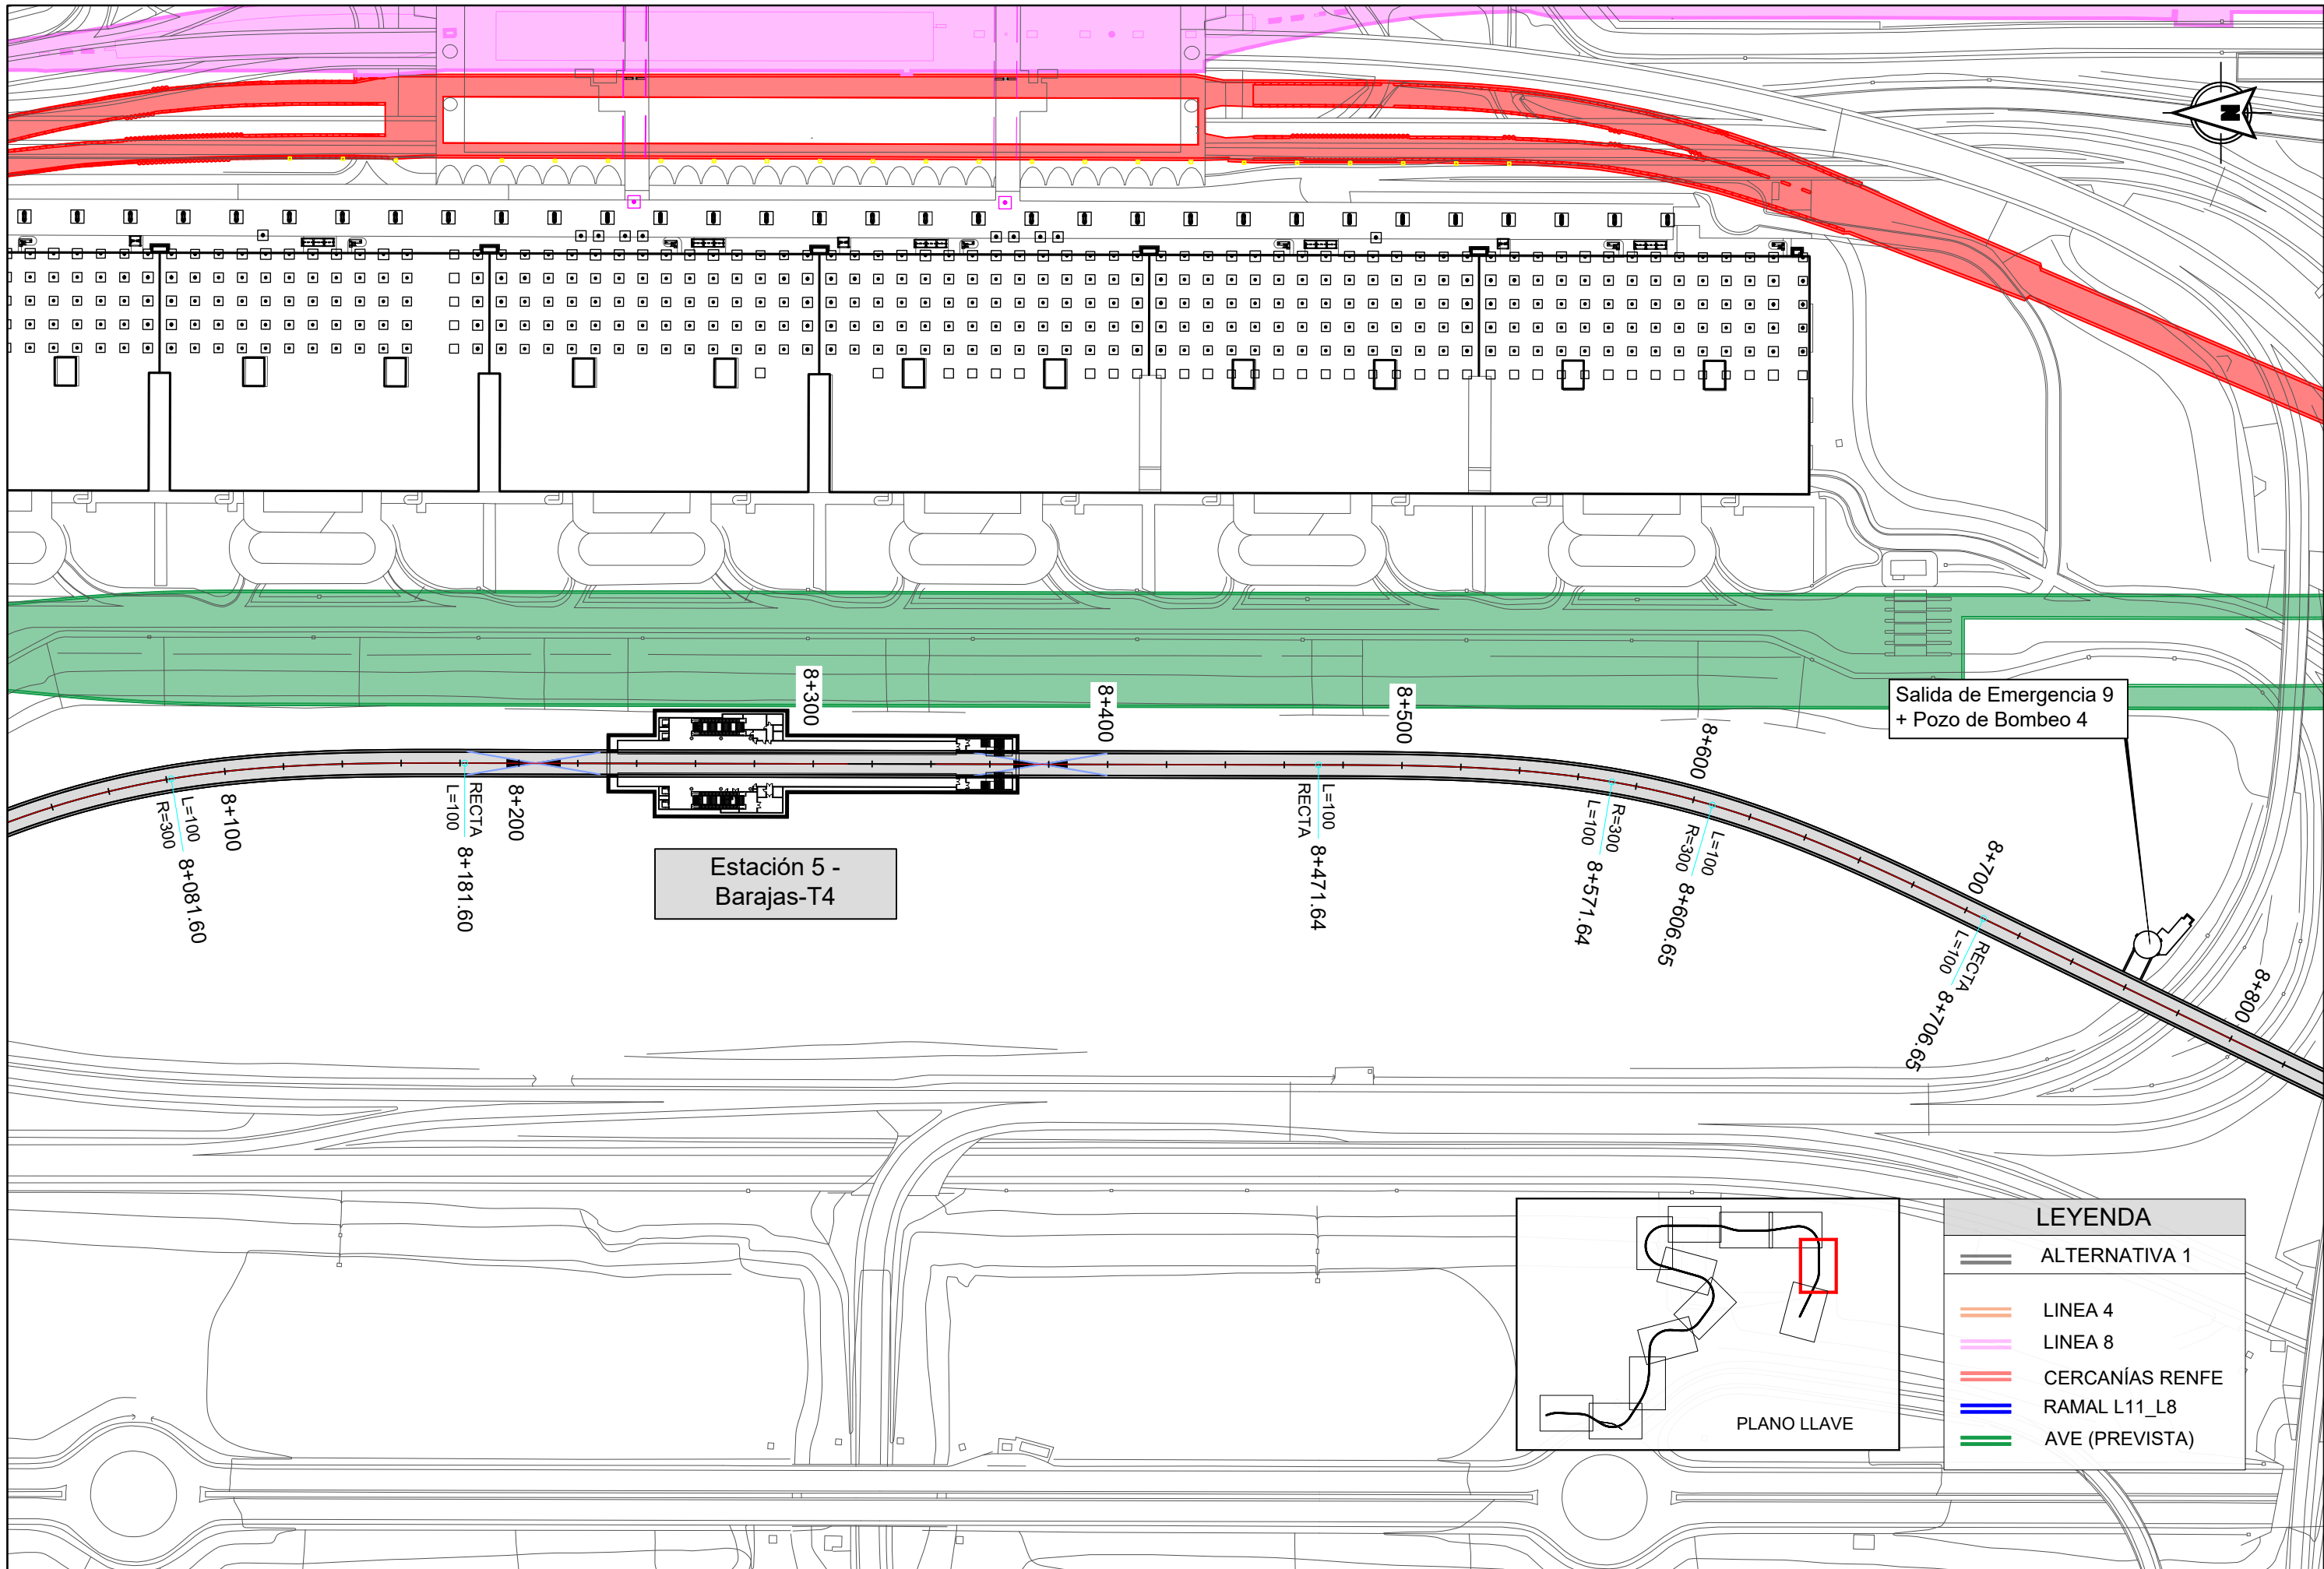 N
8+300
8+400
8+500
8+600
Salida de Emergencia 9
+ Pozo de Bombeo 4
L=100
R=300
8+081.60
8+100
RECTA
L=100
8+181.60
8+200
Estación 5 -
Barajas-T4
L=100
RECTA
8+471.64
R=300
L=100
8+571.64
L=100
R=300
8+606.65
8+700
RECTA
L=100
8+706.65
8+800
PLANO LLAVE
LEYENDA
ALTERNATIVA 1
LINEA 4
LINEA 8
CERCANÍAS RENFE
RAMAL L11_L8
AVE (PREVISTA)